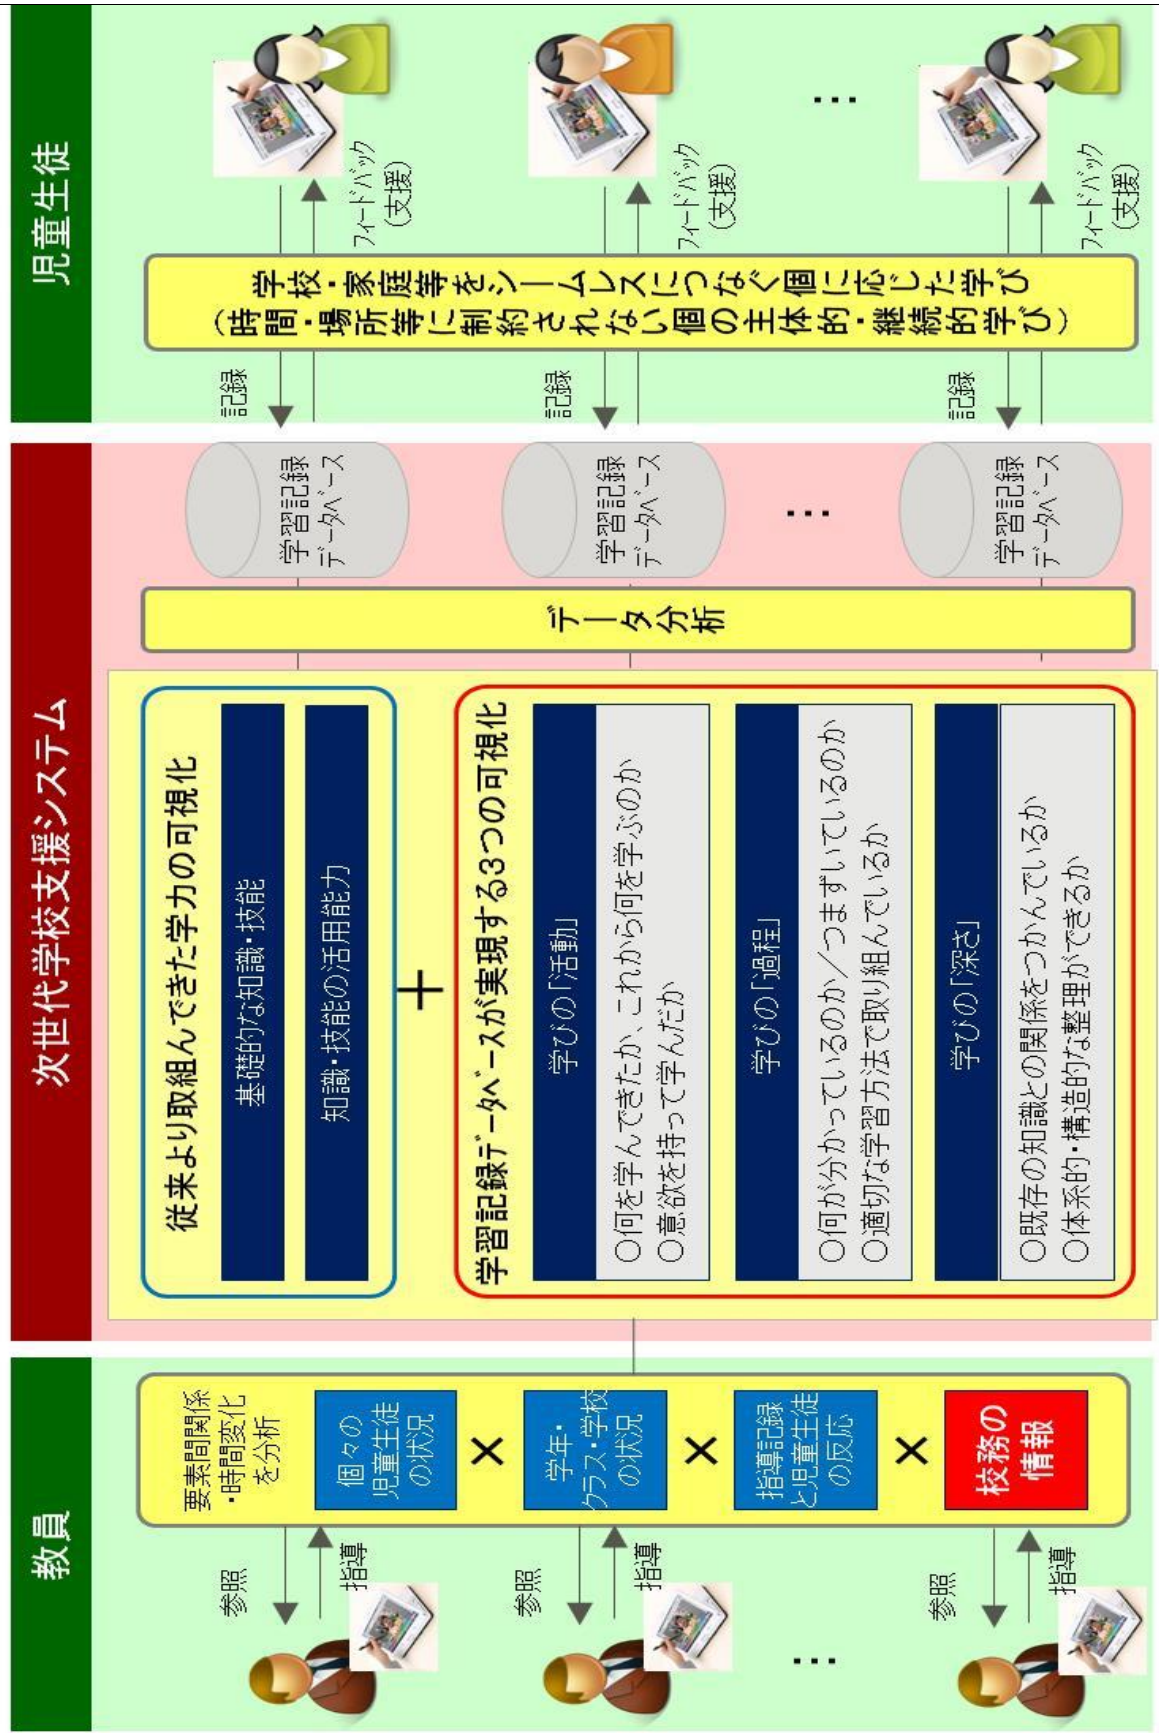 教員
次世代学校支援システム
児童生徒
参照
指導
参照
指導
参照
指導
要素間関係
・時間変化
を分析
個々の
児童生徒
の状況
×
学年・
クラス・学校
の状況
×
指導記録
と児童生徒
の反応
×
校務の
情報
従来より取組んできた学力の可視化
基礎的な知識・技能
知識・技能の活用能力
＋
学習記録データベースが実現する3つの可視化
学びの「活動」
○何を学んできたか、これから何を学ぶのか
○意欲を持って学んだか
学びの「過程」
○何が分かっているのか／つまずいているのか
○適切な学習方法で取り組んでいるか
学びの「深さ」
○既存の知識との関係をつかんでいるか
○体系的・構造的な整理ができるか
データ分析
学習記録
データベース
学習記録
データベース
…
学習記録
データベース
記録
記録
記録
学校・家庭等をシームレスにつなぐ個に応じた学び
（時間・場所等に制約されない個の主体的・継続的学び）
フィードバック
（支援）
フィードバック
（支援）
…
フィードバック
（支援）
…